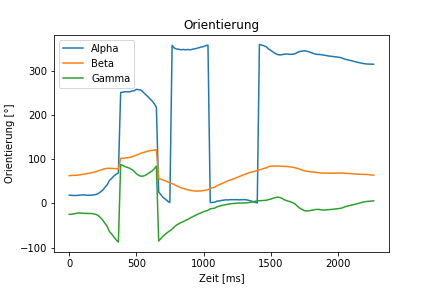 Orientierung
Alpha
Beta
Gamma
Orientierung [°]
300
200
100
0
−100
0
500
1000
1500
2000
Zeit [ms]